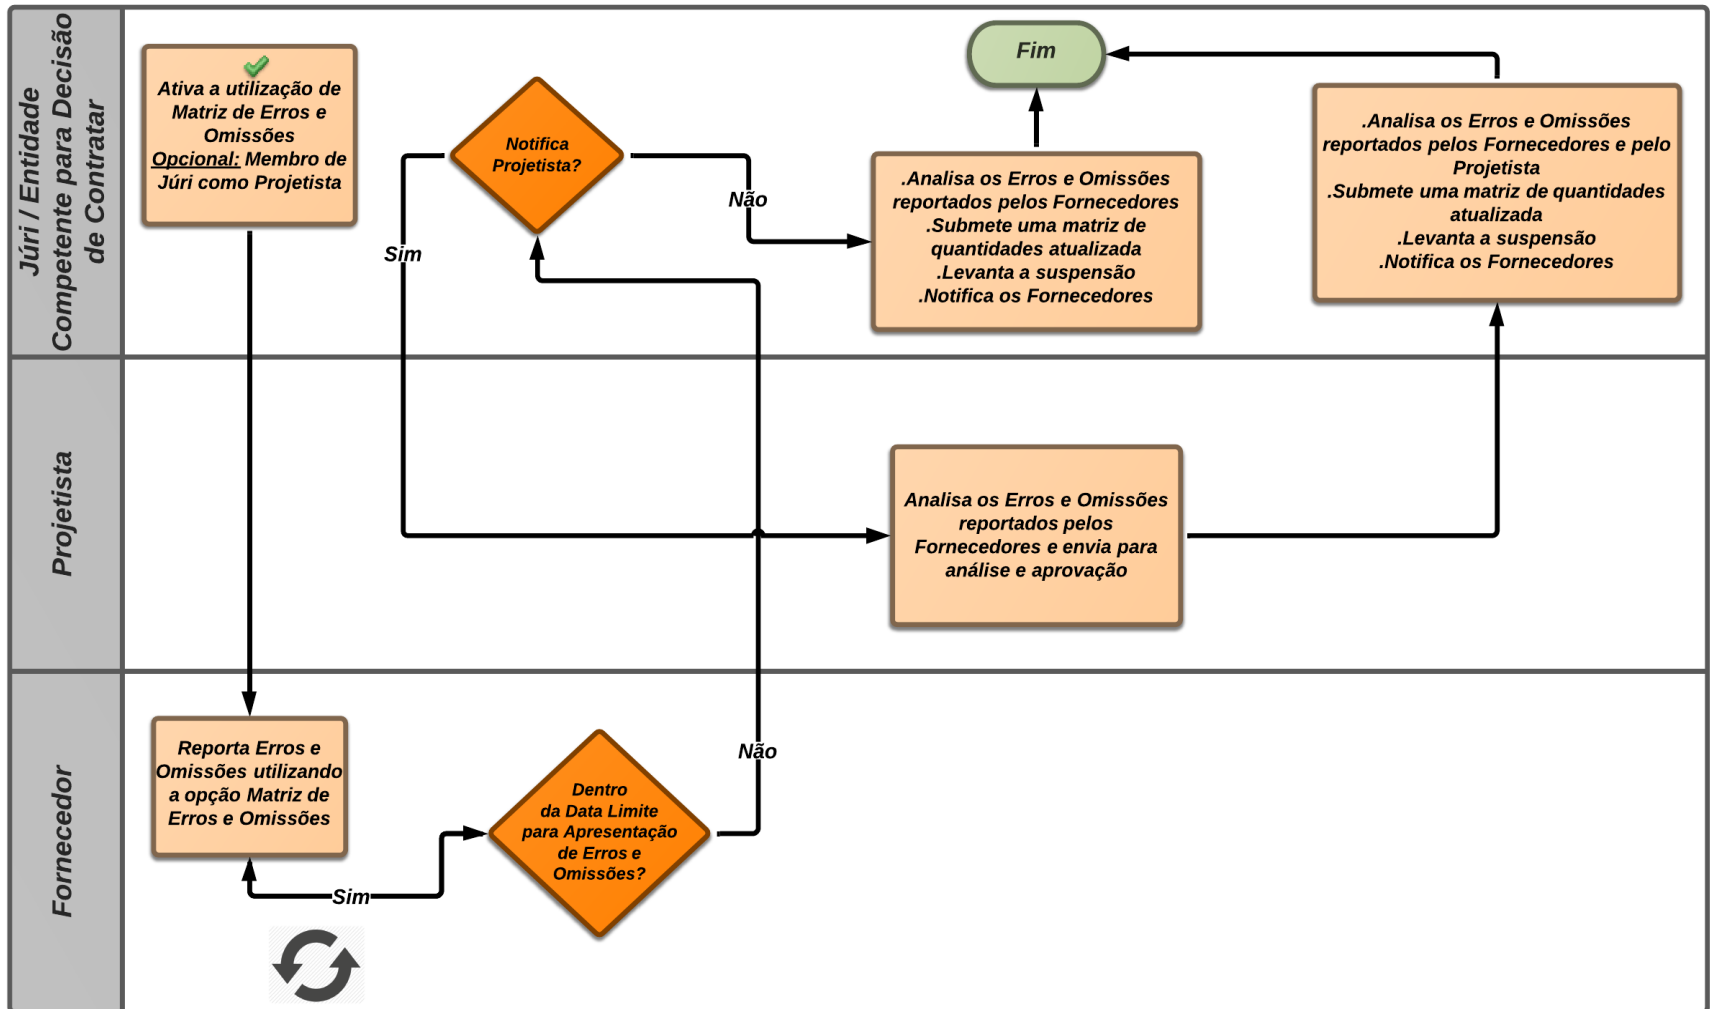 Júri / Entidade
Competente para Decisão
de Contratar
Ativa a utilização de
Matriz de Erros e
Omissões
Opcional: Membro de
Júri como Projetista
Notifica
Projetista?
Sim
Não
.Analisa os Erros e Omissões
reportados pelos Fornecedores
.Submete uma matriz de
quantidades atualizada
.Levanta a suspensão
.Notifica os Fornecedores
Fim
.Analisa os Erros e Omissões
reportados pelos Fornecedores e pelo
Projetista
.Submete uma matriz de quantidades
atualizada
.Levanta a suspensão
.Notifica os Fornecedores
Projetista
Analisa os Erros e Omissões
reportados pelos
Fornecedores e envia para
análise e aprovação
Fornecedor
Reporta Erros e
Omissões utilizando
a opção Matriz de
Erros e Omissões
Sim
Dentro
da Data Limite
para Apresentação
de Erros e
Omissões?
Não